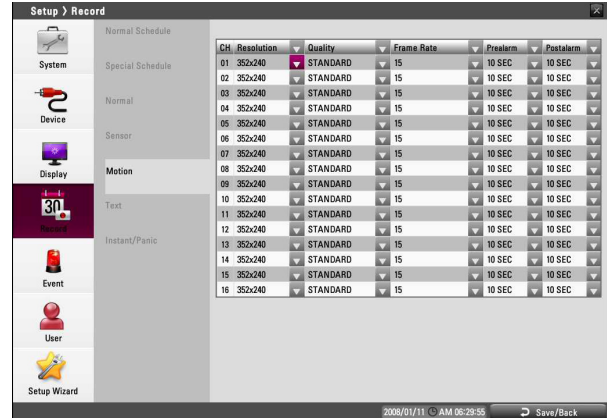 Setup > Record
System
Device
Display
30
Record
Event
User
Setup Wizard
Normal Schedule
Special Schedule
Normal
Sensor
Motion
Text
Instant/Panic
CH Resolution Quality Frame Rate Prealarm Postalarm
01 352x240 STANDARD 15 10 SEC 10 SEC
02 352x240 STANDARD 15 10 SEC 10 SEC
03 352x240 STANDARD 15 10 SEC 10 SEC
04 352x240 STANDARD 15 10 SEC 10 SEC
05 352x240 STANDARD 15 10 SEC 10 SEC
06 352x240 STANDARD 15 10 SEC 10 SEC
07 352x240 STANDARD 15 10 SEC 10 SEC
08 352x240 STANDARD 15 10 SEC 10 SEC
09 352x240 STANDARD 15 10 SEC 10 SEC
10 352x240 STANDARD 15 10 SEC 10 SEC
11 352x240 STANDARD 15 10 SEC 10 SEC
12 352x240 STANDARD 15 10 SEC 10 SEC
13 352x240 STANDARD 15 10 SEC 10 SEC
14 352x240 STANDARD 15 10 SEC 10 SEC
15 352x240 STANDARD 15 10 SEC 10 SEC
16 352x240 STANDARD 15 10 SEC 10 SEC
2008/01/11 AM 06:29:55 Save/Back